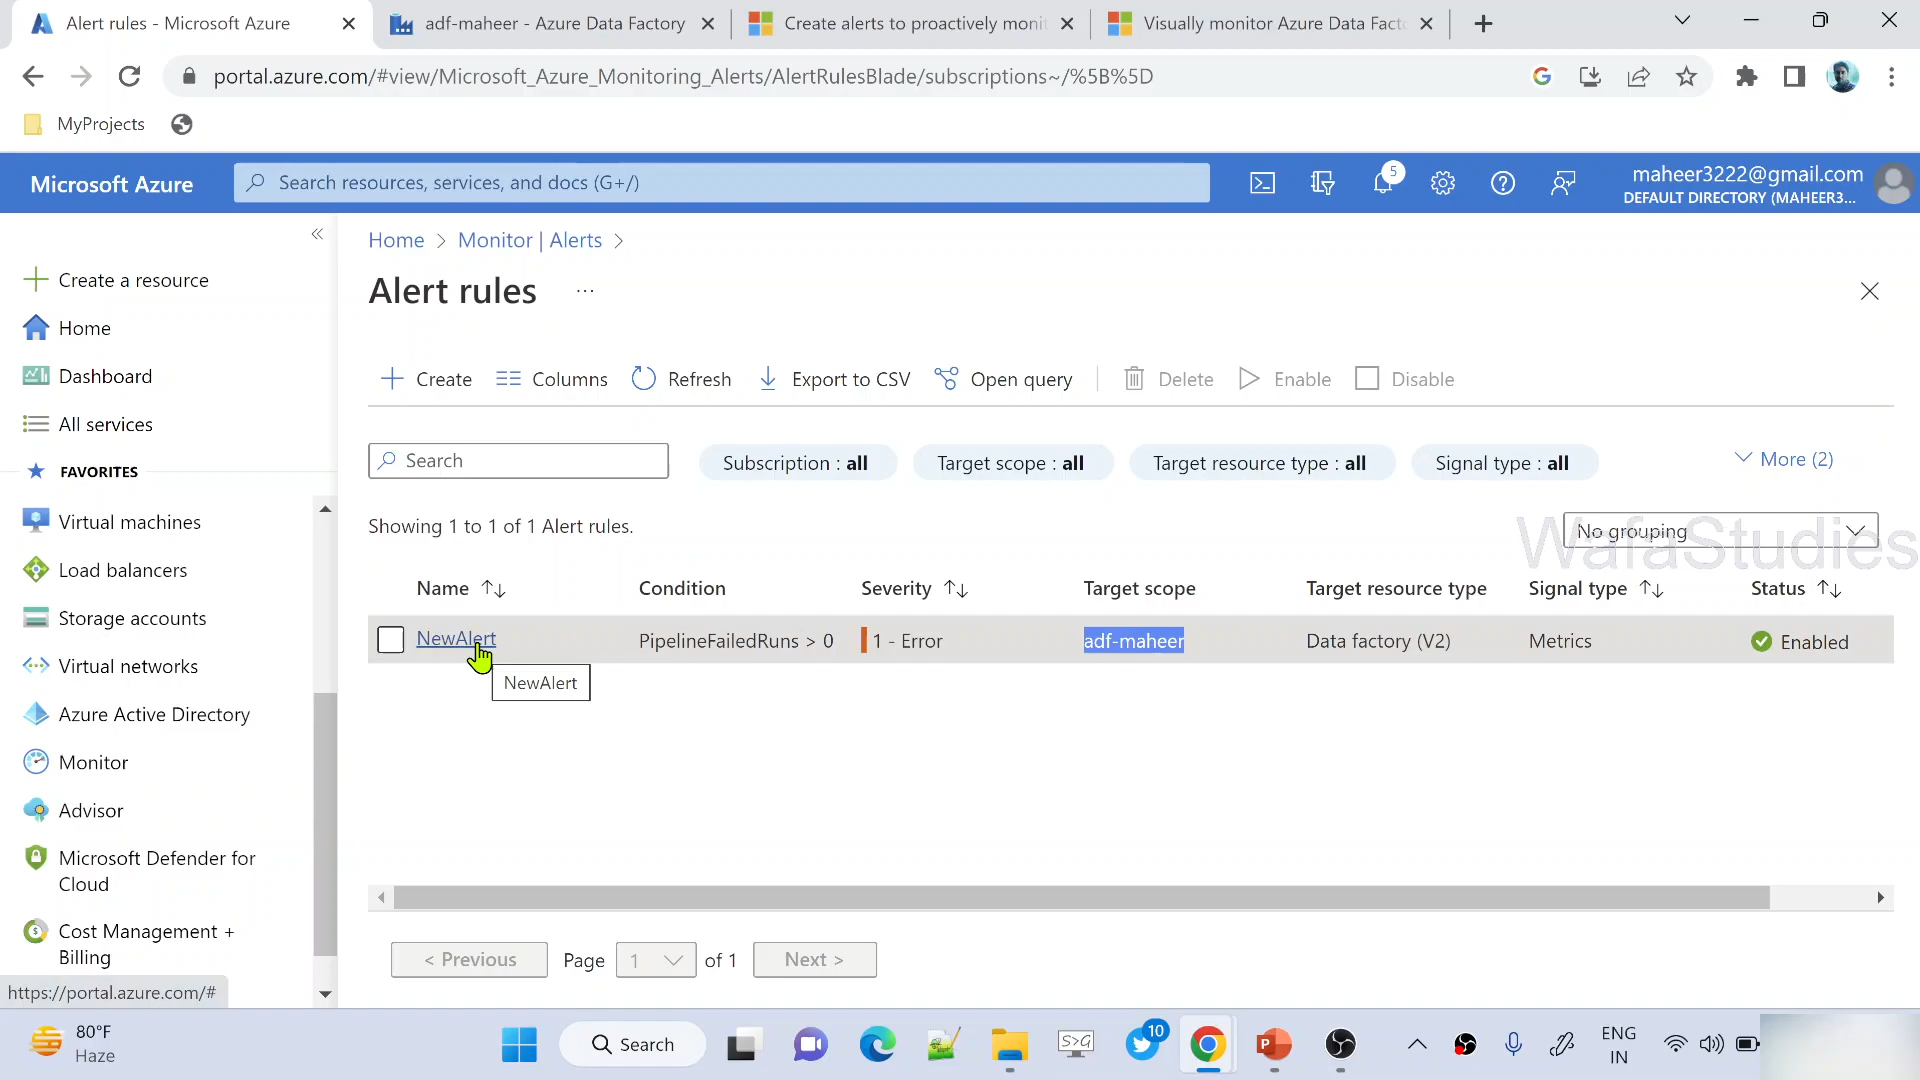 Alert rules - Microsoft Azure
adf-maheer - Azure Data Factory
Create alerts to proactively moni
Visually monitor Azure Data Fact
portal.azure.com/#view/Microsoft_Azure_Monitoring_Alerts/AlertRulesBlade/subscriptions~/%5B%5D
MyProjects
Microsoft Azure
Search resources, services, and docs (G+/)
5
maheer3222@gmail.com
DEFAULT DIRECTORY (MAHEER3...
Create a resource
Home
Dashboard
All services
FAVORITES
Virtual machines
Load balancers
Storage accounts
Virtual networks
Azure Active Directory
Monitor
Advisor
Microsoft Defender for
Cloud
Cost Management +
Billing
https://portal.azure.com/#
Home > Monitor | Alerts >
Alert rules ...
Create
Columns
Refresh
Export to CSV
Open query
Delete
Enable
Disable
Search
Subscription : all
Target scope : all
Target resource type : all
Signal type : all
More (2)
Showing 1 to 1 of 1 Alert rules.
No grouping
WafaStudies
Name
Condition
Severity
Target scope
Target resource type
Signal type
Status
NewAlert
PipelineFailedRuns > 0
1 - Error
adf-maheer
Data factory (V2)
Metrics
Enabled
NewAlert
< Previous
Page
1
of 1
Next >
80°F
Haze
Search
S>G
10
P
ENG
IN